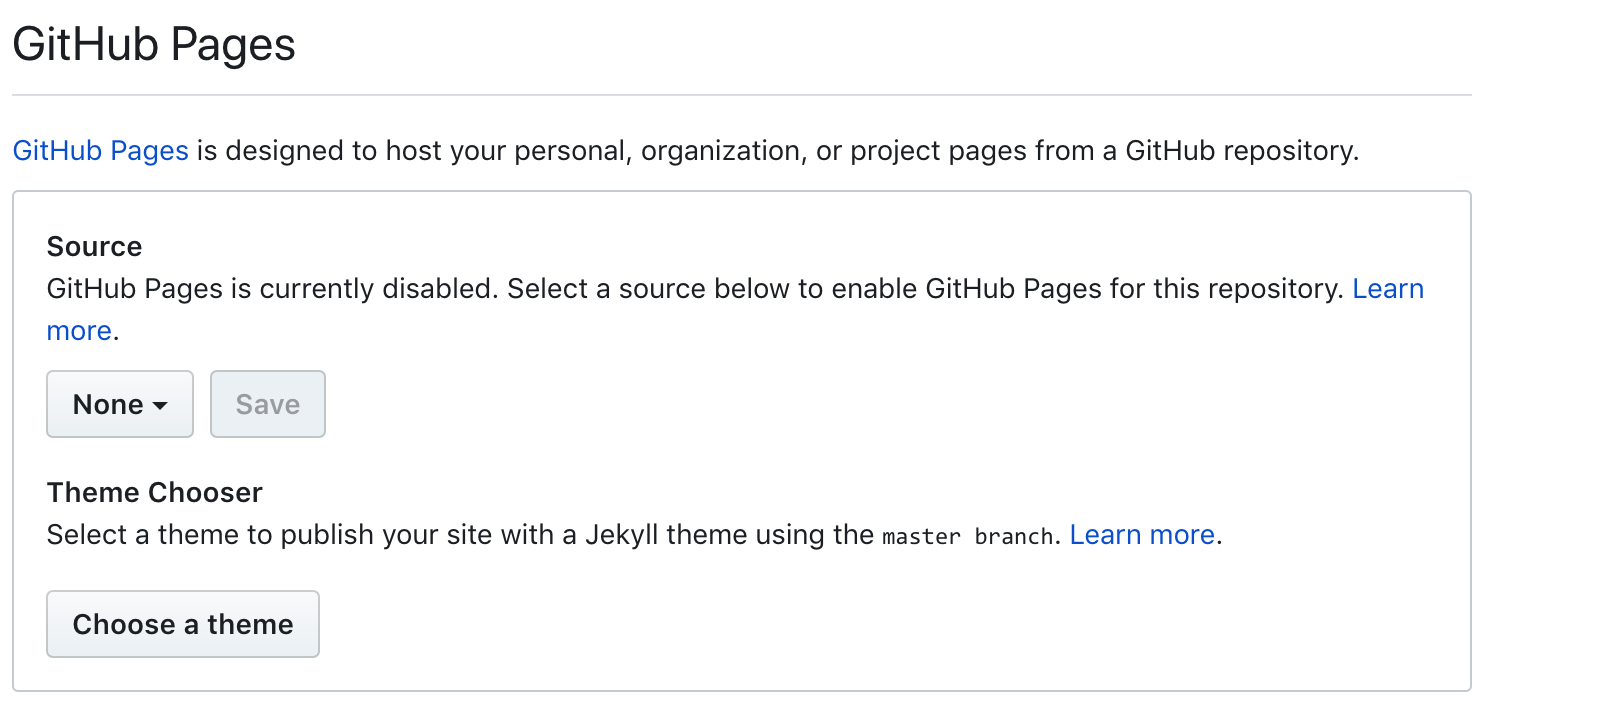 GitHub Pages
GitHub Pages is designed to host your personal, organization, or project pages from a GitHub repository.
Source
GitHub Pages is currently disabled. Select a source below to enable GitHub Pages for this repository. Learn
more.
None Save
Theme Chooser
Select a theme to publish your site with a Jekyll theme using the master branch. Learn more.
Choose a theme